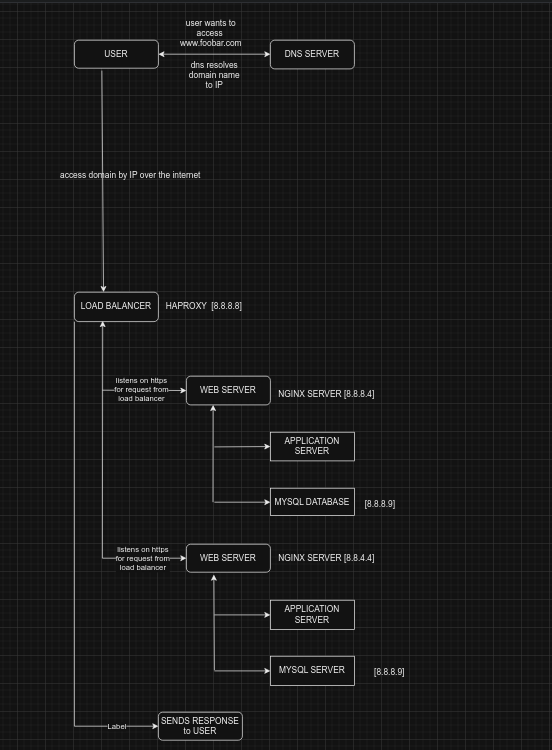 user wants to
access
www.foobar.com
USER
DNS SERVER
dns resolves
domain name
to IP
access domain by IP over the internet
LOAD BALANCER
HAPROXY [8.8.8.8]
listens on https
for request from
load balancer
WEB SERVER
NGINX SERVER [8.8.8.4]
APPLICATION
SERVER
MYSQL DATABASE
[8.8.8.9]
listens on https
for request from
load balancer
WEB SERVER
NGINX SERVER [8.8.4.4]
APPLICATION
SERVER
MYSQL SERVER
[8.8.8.9]
Label
SENDS RESPONSE
to USER